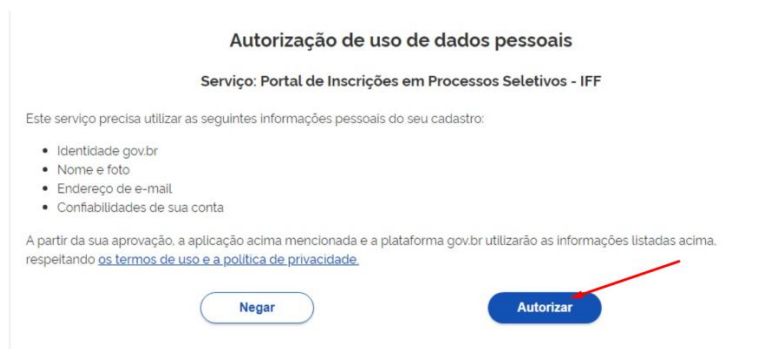 Autorização de uso de dados pessoais
Serviço: Portal de Inscrições em Processos Seletivos - IFF
Este serviço precisa utilizar as seguintes informações pessoais do seu cadastro:
• Identidade gov.br
• Nome e foto
• Endereço de e-mail
• Confiabilidades de sua conta
A partir da sua aprovação, a aplicação acima mencionada e a plataforma gov.br utilizarão as informações listadas acima,
respeitando os termos de uso e a política de privacidade.
Negar Autorizar